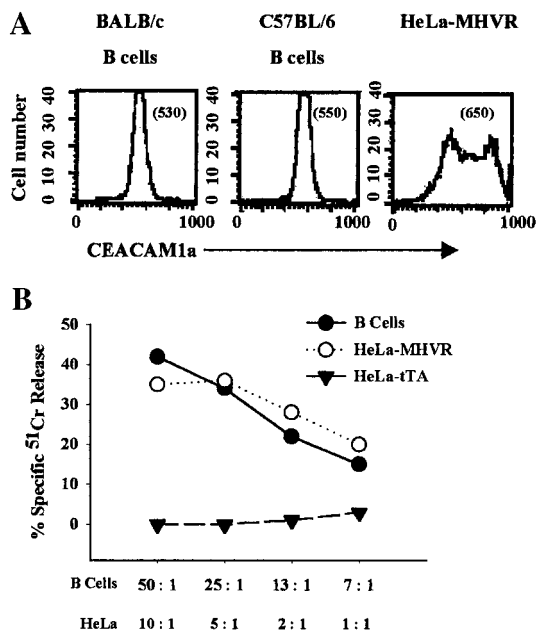 A
BALB/c
B cells
C57BL/6
B cells
HeLa-MHVR
Cell number
0 10 20 30 40
(530)
0 1000
0 10 20 30 40
(550)
0 1000
0 10 20 30 40
(650)
0 1000
CEACAM1a
B
% Specific ⁵¹Cr Release
50
40
30
20
10
0
B Cells
HeLa-MHVR
HeLa-tTA
B Cells 50 : 1 25 : 1 13 : 1 7 : 1
HeLa 10 : 1 5 : 1 2 : 1 1 : 1